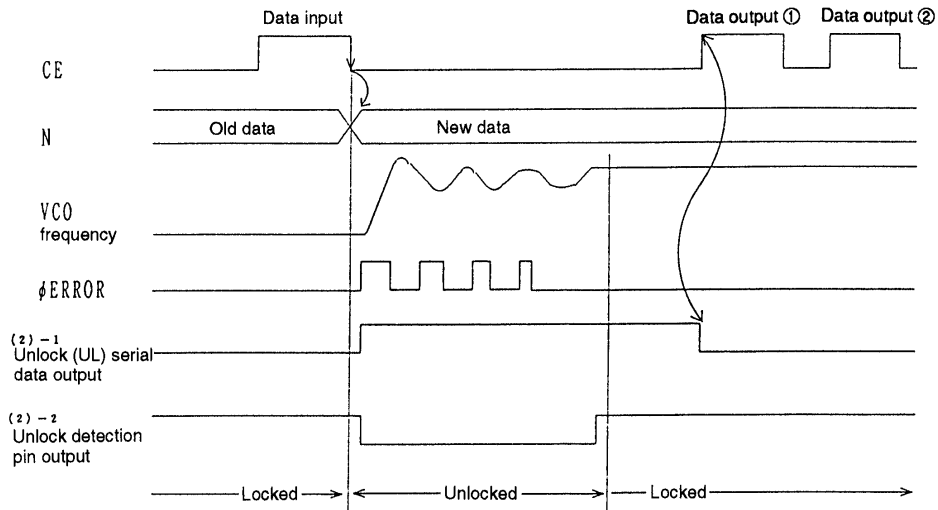 Data input
Data output ①
Data output ②
CE
N
Old data
New data
VCO
frequency
φERROR
(2)-1
Unlock (UL) serial
data output
(2)-2
Unlock detection
pin output
Locked
Unlocked
Locked